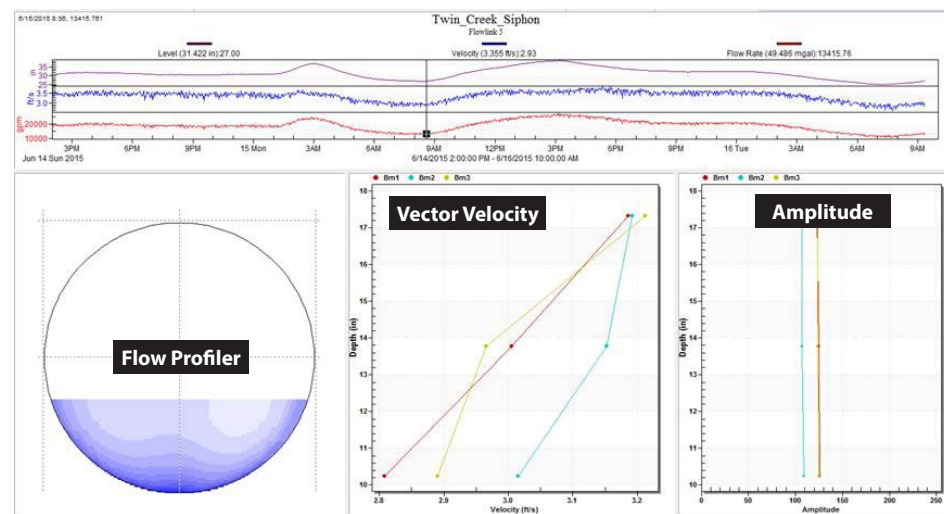 6/15/2015 8:36, 13415.761
Twin_Creek_Siphon
Flowlink 5
Level (31.422 in):27.00
Velocity (3.355 ft/s):2.93
Flow Rate (49.486 mgal):13415.76
in
35
30
25
ft/s
3.5
3.0
gpm
20000
10000
3PM 6PM 9PM 15 Mon 3AM 6AM 9AM 12PM 3PM 6PM 9PM 16 Tue 3AM 6AM 9AM
Jun 14 Sun 2015
6/14/2015 2:00:00 PM - 6/16/2015 10:00:00 AM
Flow Profiler
Bm1 Bm2 Bm3
Vector Velocity
Depth (in)
17
16
15
14
13
12
11
10
2.8 2.9 3.0 3.1 3.2
Velocity (ft/s)
Bm1 Bm2 Bm3
Amplitude
Depth (in)
17
16
15
14
13
12
11
10
0 50 100 150 200 250
Amplitude